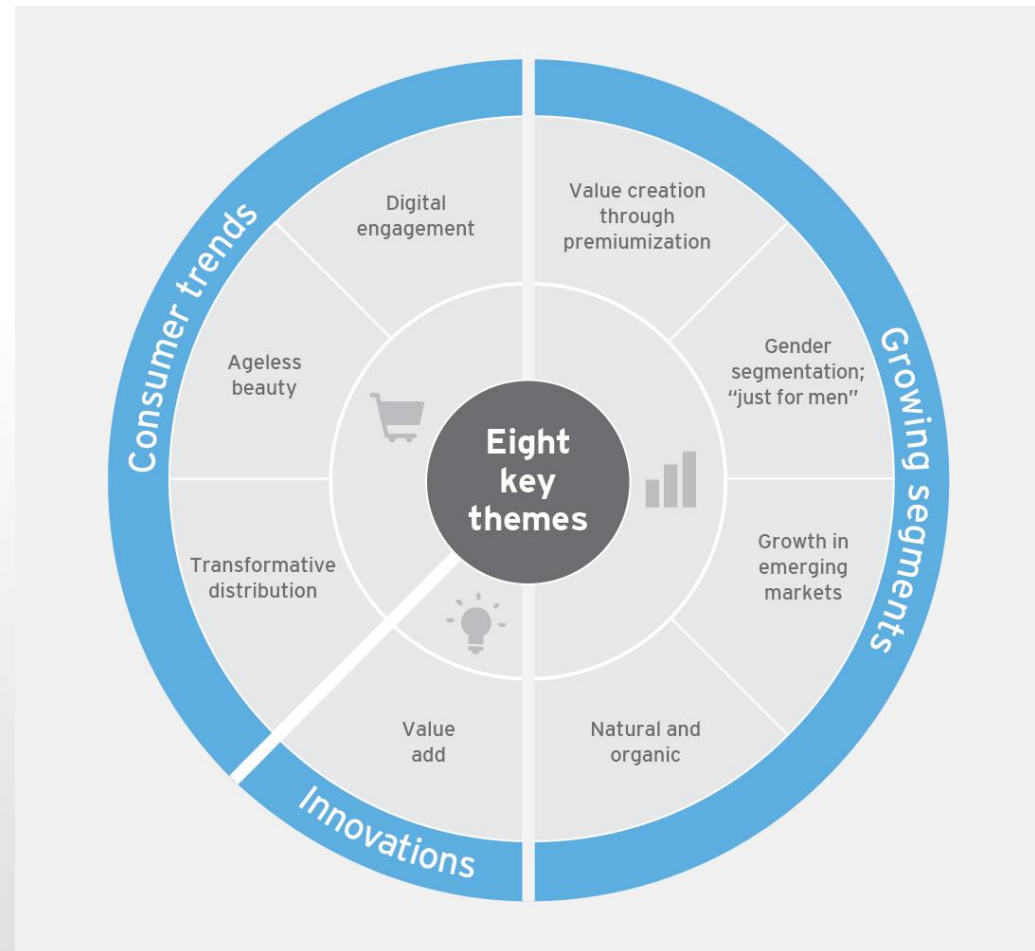 Eight
key
themes
Consumer trends
Digital
engagement
Ageless
beauty
Transformative
distribution
Growing segments
Value creation
through
premiumization
Gender
segmentation;
“just for men”
Growth in
emerging
markets
Natural and
organic
Innovations
Value
add